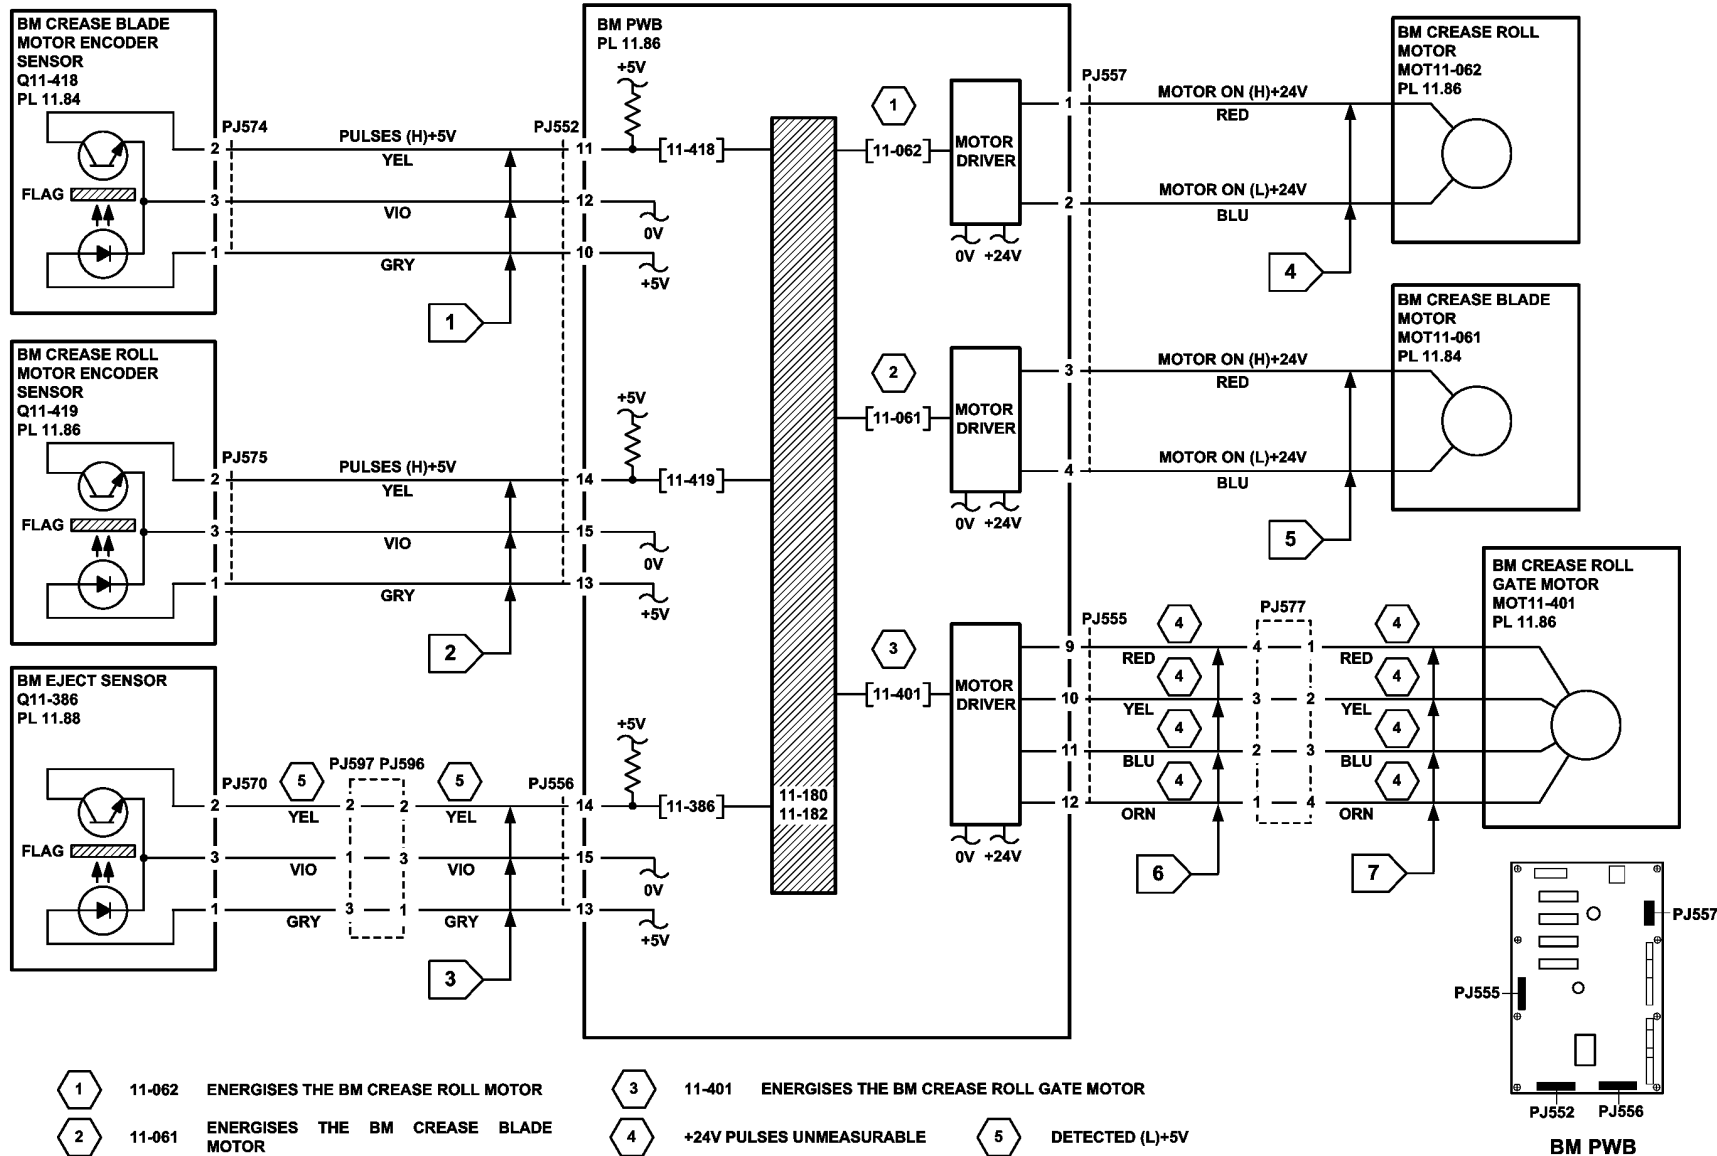 BM CREASE BLADE
MOTOR ENCODER
SENSOR
Q11-418
PL 11.84
FLAG
2
3
1
PJ574
PULSES (H)+5V
YEL
VIO
GRY
1
PJ552
11
12
10
BM PWB
PL 11.86
+5V
[11-418]
0V
+5V
BM CREASE ROLL
MOTOR ENCODER
SENSOR
Q11-419
PL 11.86
FLAG
2
3
1
PJ575
PULSES (H)+5V
YEL
VIO
GRY
2
14
15
13
+5V
[11-419]
0V
+5V
BM EJECT SENSOR
Q11-386
PL 11.88
FLAG
2
3
1
PJ570
5
YEL
VIO
GRY
PJ597 PJ596
2 2
1 3
3 1
5
YEL
VIO
GRY
3
PJ556
14
15
13
+5V
[11-386]
0V
+5V
11-180
11-182
1
[11-062]
MOTOR
DRIVER
0V +24V
PJ557
1
2
MOTOR ON (H)+24V
RED
MOTOR ON (L)+24V
BLU
4
BM CREASE ROLL
MOTOR
MOT11-062
PL 11.86
2
[11-061]
MOTOR
DRIVER
0V +24V
3
4
MOTOR ON (H)+24V
RED
MOTOR ON (L)+24V
BLU
5
BM CREASE BLADE
MOTOR
MOT11-061
PL 11.84
3
[11-401]
MOTOR
DRIVER
0V +24V
PJ555
9
10
11
12
4
RED
4
YEL
4
BLU
4
ORN
6
PJ577
4 1
3 2
2 3
1 4
4
RED
4
YEL
4
BLU
4
ORN
7
BM CREASE ROLL
GATE MOTOR
MOT11-401
PL 11.86
PJ557
PJ555
PJ552 PJ556
BM PWB
1 11-062 ENERGISES THE BM CREASE ROLL MOTOR
2 11-061 ENERGISES THE BM CREASE BLADE
MOTOR
3 11-401 ENERGISES THE BM CREASE ROLL GATE MOTOR
4 +24V PULSES UNMEASURABLE
5 DETECTED (L)+5V